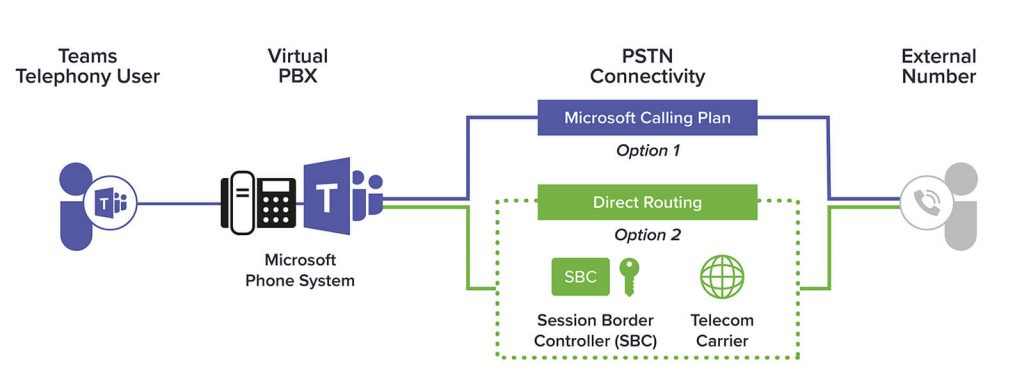 Teams
Telephony User
Virtual
PBX
PSTN
Connectivity
External
Number
Microsoft Calling Plan
Option 1
T
T
Direct Routing
Option 2
Microsoft
Phone System
SBC
Session Border
Controller (SBC)
Telecom
Carrier